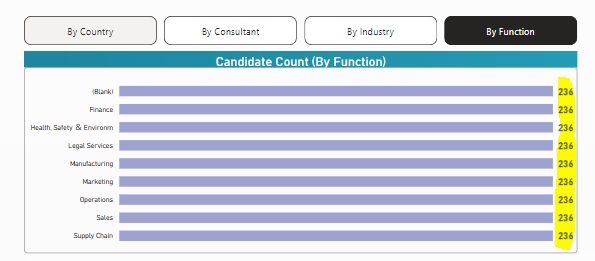 By Country By Consultant By Industry By Function
Candidate Count (By Function)
(Blank) 236
Finance 236
Health, Safety & Environm 236
Legal Services 236
Manufacturing 236
Marketing 236
Operations 236
Sales 236
Supply Chain 236